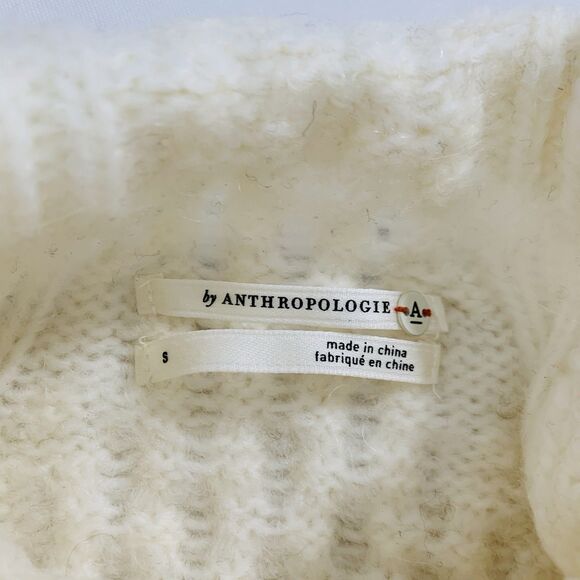 by ANTHROPOLOGIE A
S
made in china
fabriqué en chine